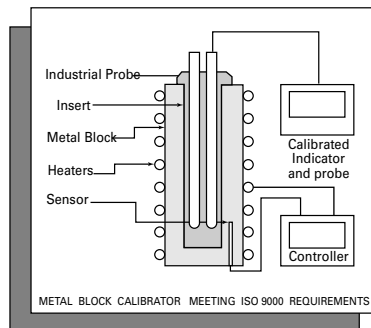 Industrial Probe
Insert
Metal Block
Heaters
Sensor
Calibrated
Indicator
and probe
Controller
METAL BLOCK CALIBRATOR MEETING ISO 9000 REQUIREMENTS